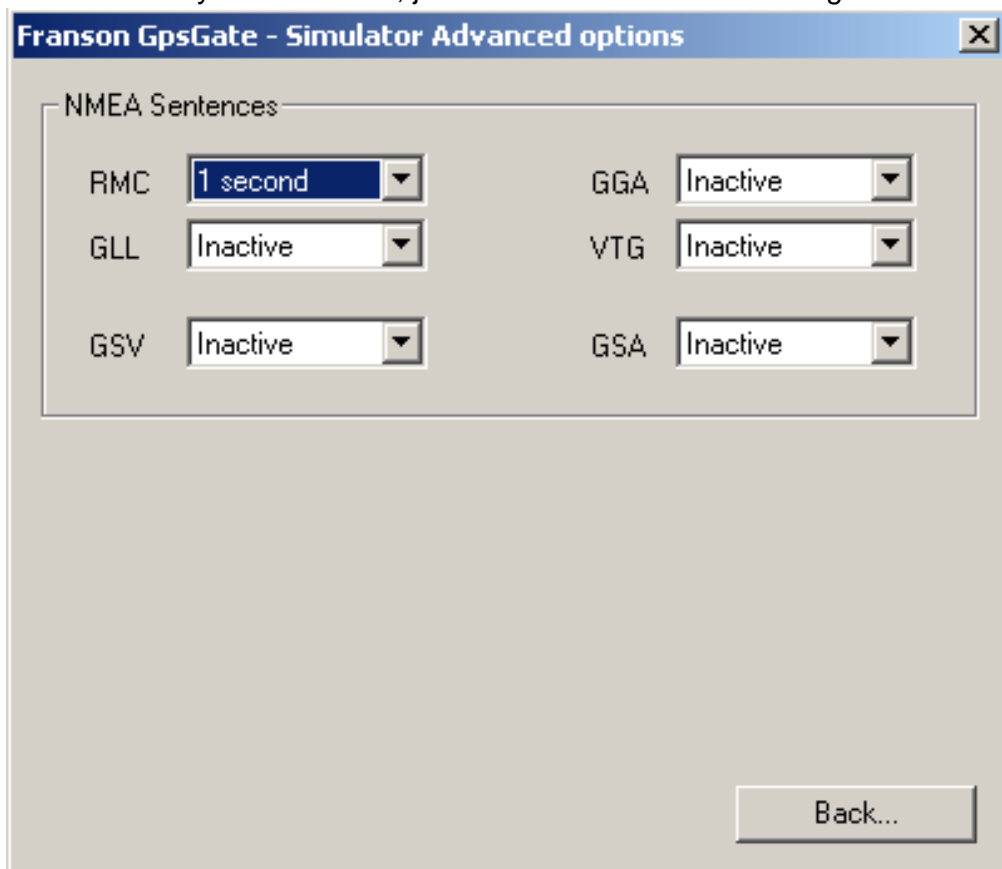 Franson GpsGate - Simulator Advanced options
NMEA Sentences
RMC 1 second GGA Inactive
GLL Inactive VTG Inactive
GSV Inactive GSA Inactive
Back...